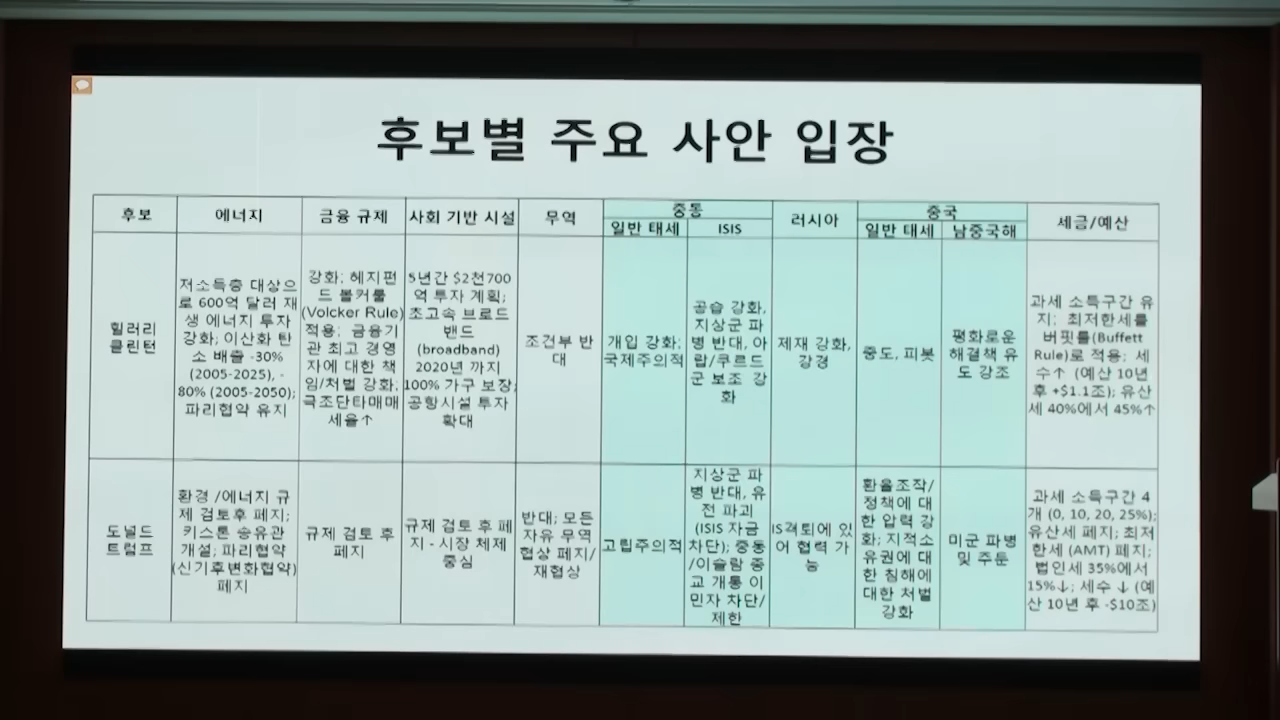 후보별 주요 사안 입장
후보
에너지
금융 규제
사회 기반 시설
무역
중동
일반 태세
ISIS
러시아
중국
일반 태세
남중국해
세금/예산
힐러리
클린턴
저소득층 대상으
로 600억 달러 재
생 에너지 투자
강화; 이산화 탄
소 배출 -30%
(2005-2025), -
80% (2005-2050);
파리협약 유지
강화; 헤지펀
드 볼커룰
(Volcker Rule)
적용; 금융기
관 최고 경영
자에 대한 책
임/처벌 강화;
극조단타매매
세율↑
5년간 $2천700
억 투자 계획;
초고속 브로드
밴드
(broadband)
2020년 까지
100% 가구 보장;
공항시설 투자
확대
조건부 반
대
개입 강화;
국제주의적
공습 강화,
지상군 파
병 반대, 아
랍/쿠르드
군 보조 강
화
제재 강화,
강경
중도, 피봇
평화로운
해결책 유
도 강조
과세 소득구간 유
지; 최저한세를
버핏룰(Buffett
Rule)로 적용; 세
수↑ (예산 10년
후 +$1.1조); 유산
세 40%에서 45%↑
도널드
트럼프
환경 /에너지 규
제 검토후 폐지;
키스톤 송유관
개설; 파리협약
(신기후변화협약)
폐지
규제 검토 후
폐지
규제 검토 후 폐
지 - 시장 체제
중심
반대; 모든
자유 무역
협상 폐지/
재협상
고립주의적
지상군 파
병 반대, 유
전 파괴
(ISIS 자금
차단); 중동
/이슬람 종
교 개통 이
민자 차단/
제한
IS격퇴에 있
어 협력 가
능
환율조작/
정책에 대
한 압력 강
화; 지적소
유권에 대
한 침해에
대한 처벌
강화
미군 파병
및 주둔
과세 소득구간 4
개 (0, 10, 20, 25%);
유산세 폐지; 최저
한세 (AMT) 폐지;
법인세 35%에서
15%↓; 세수 ↓ (예
산 10년 후 -$10조)